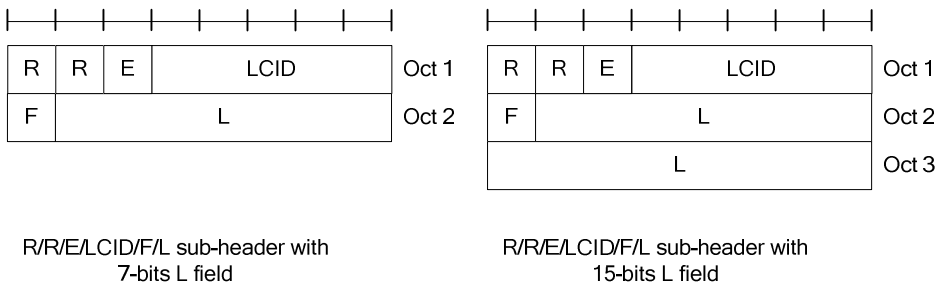 R R E LCID Oct 1
F L Oct 2
R/R/E/LCID/F/L sub-header with
7-bits L field
R R E LCID Oct 1
F L Oct 2
L Oct 3
R/R/E/LCID/F/L sub-header with
15-bits L field